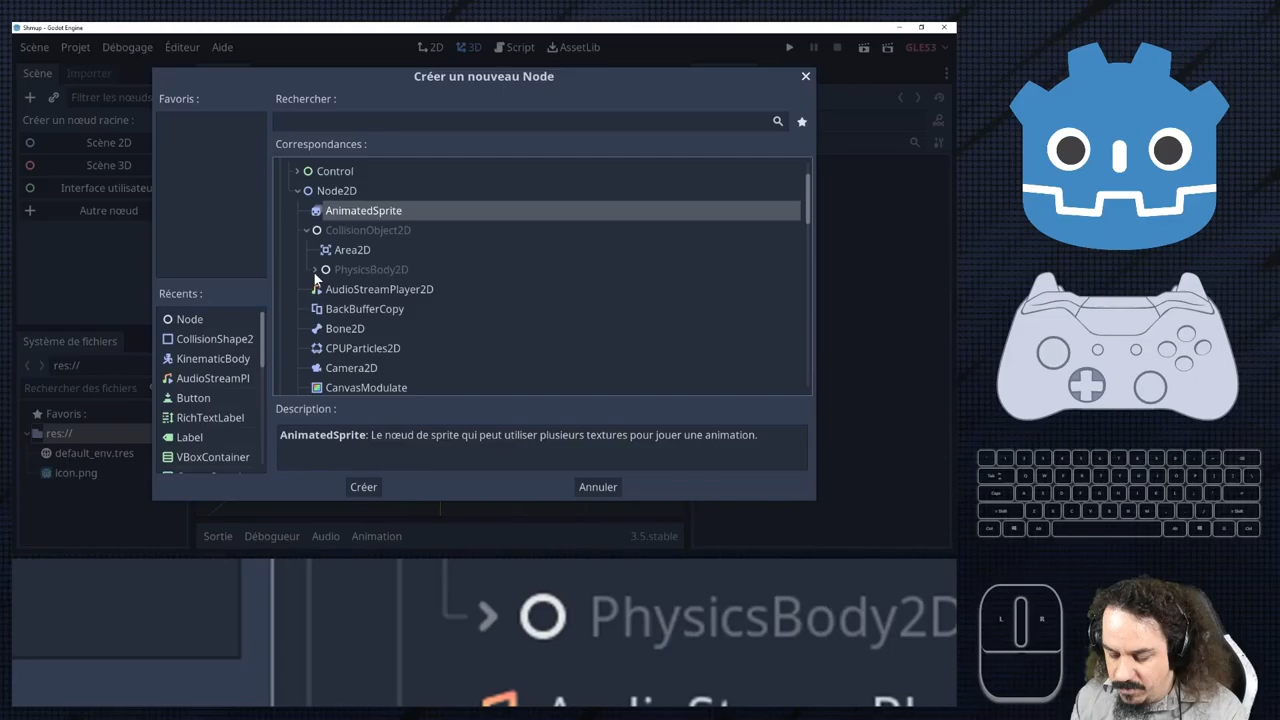 Shmup - Godot Engine
Scène Projet Débogage Éditeur Aide
2D 3D Script AssetLib
GLES3
Scène Importer
Filtrer les nœuds
Créer un nœud racine :
Scène 2D
Scène 3D
Interface utilisateu
Autre nœud
Système de fichiers
res://
Rechercher des fichiers
Favoris :
res://
default_env.tres
icon.png
Créer un nouveau Node
Favoris :
Rechercher :
Correspondances :
Control
Node2D
AnimatedSprite
CollisionObject2D
Area2D
PhysicsBody2D
AudioStreamPlayer2D
BackBufferCopy
Bone2D
CPUParticles2D
Camera2D
CanvasModulate
Récents :
Node
CollisionShape2
KinematicBody
AudioStreamPl
Button
RichTextLabel
Label
VBoxContainer
Description :
AnimatedSprite: Le nœud de sprite qui peut utiliser plusieurs textures pour jouer une animation.
Créer Annuler
Sortie Débogueur Audio Animation 3.5.stable
PhysicsBody2D
L R